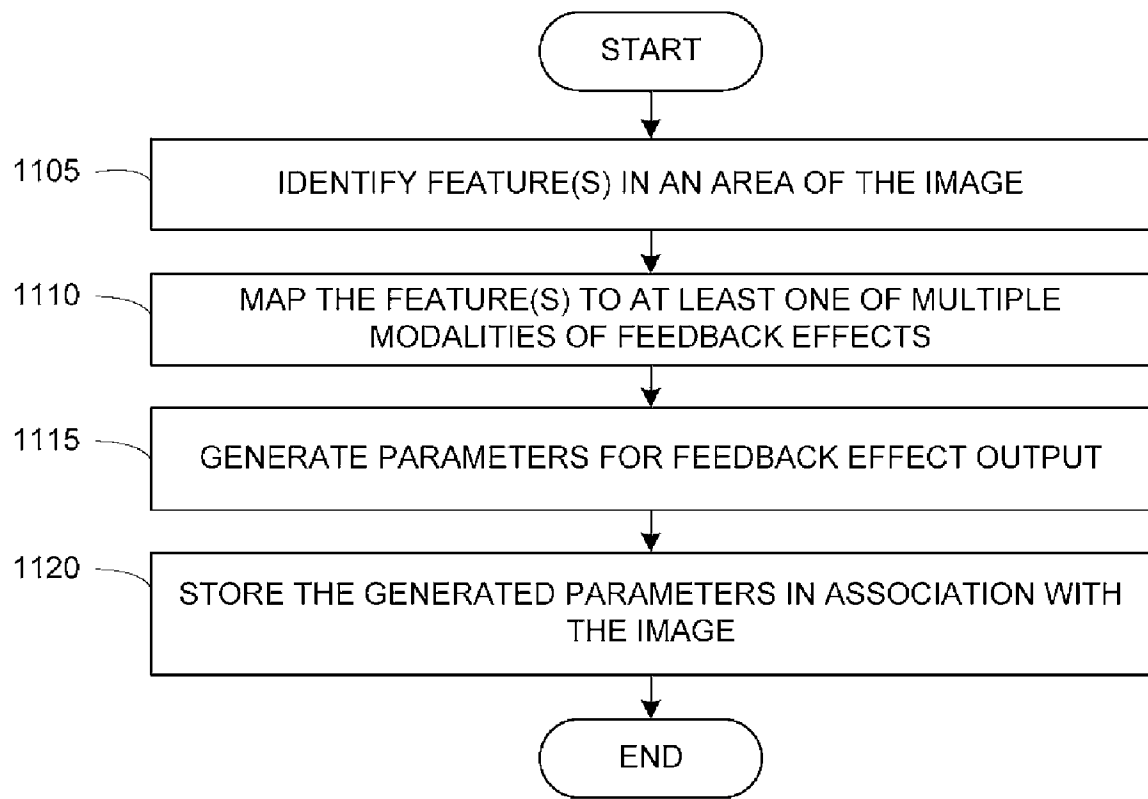 START
1105
IDENTIFY FEATURE(S) IN AN AREA OF THE IMAGE
1110
MAP THE FEATURE(S) TO AT LEAST ONE OF MULTIPLE
MODALITIES OF FEEDBACK EFFECTS
1115
GENERATE PARAMETERS FOR FEEDBACK EFFECT OUTPUT
1120
STORE THE GENERATED PARAMETERS IN ASSOCIATION WITH
THE IMAGE
END